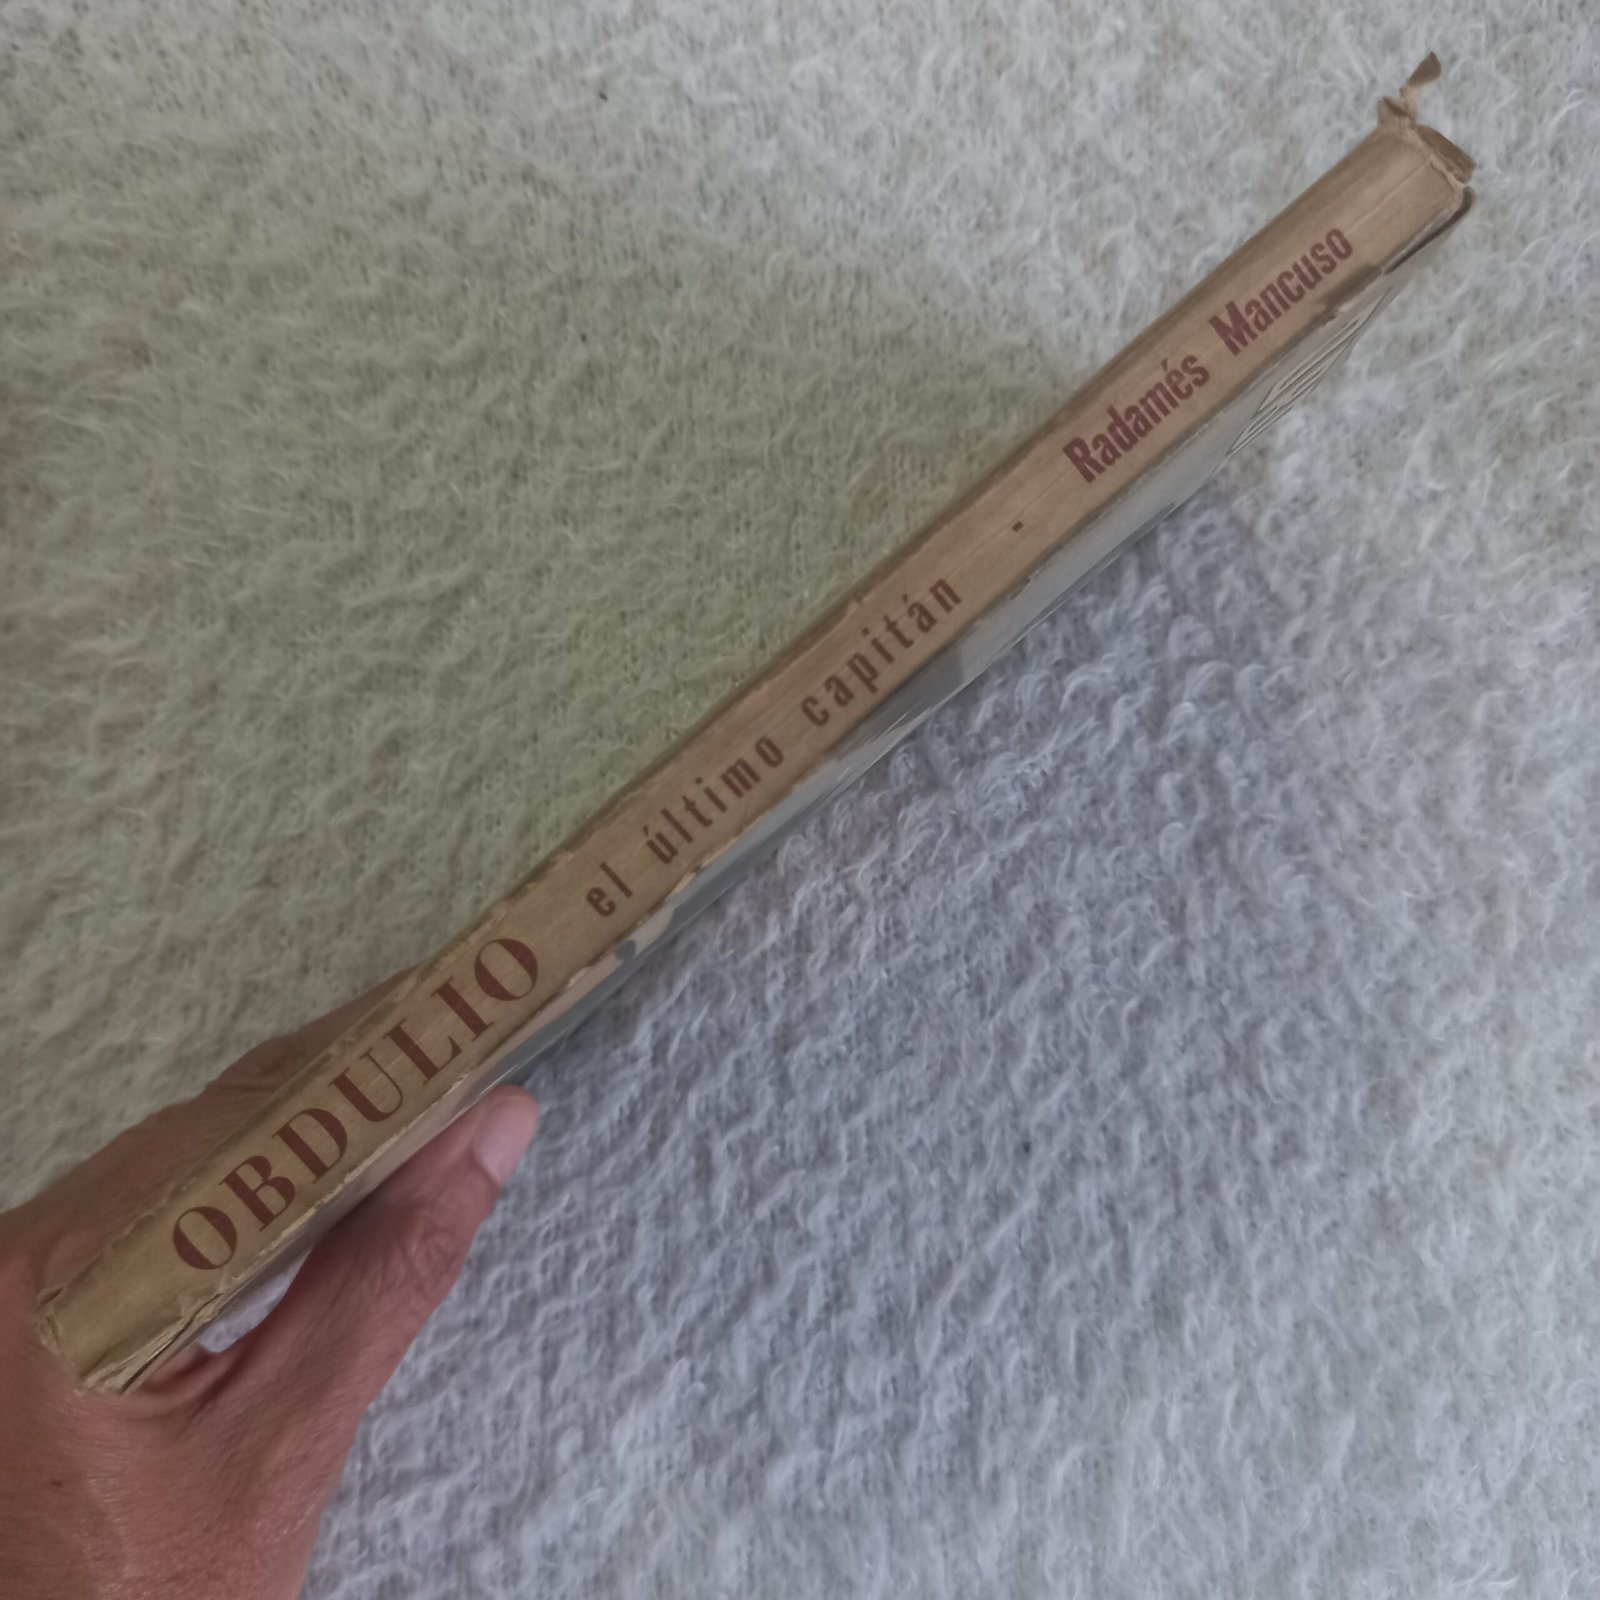 OBDULIO el último capitán - Radamés Mancuso